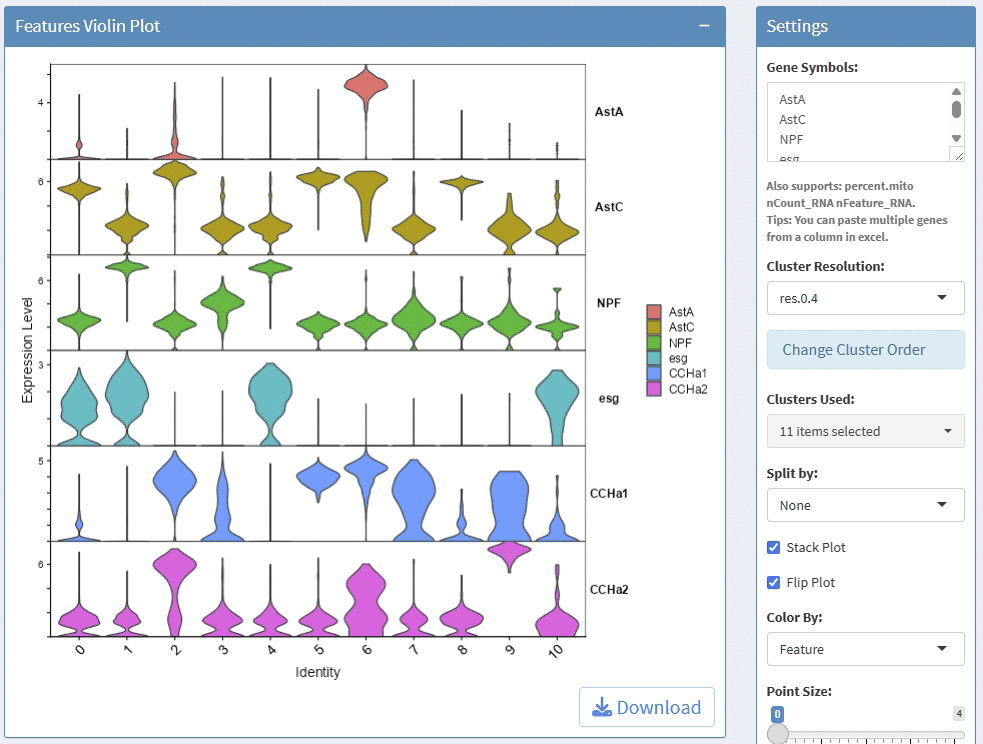 Features Violin Plot
−
4
AstA
6
AstC
6
NPF
3
esg
5
CCHa1
6
CCHa2
Expression Level
0 1 2 3 4 5 6 7 8 9 10
Identity
AstA
AstC
NPF
esg
CCHa1
CCHa2
Download
Settings
Gene Symbols:
AstA
AstC
NPF
esg
Also supports: percent.mito
nCount_RNA nFeature_RNA.
Tips: You can paste multiple genes
from a column in excel.
Cluster Resolution:
res.0.4
Change Cluster Order
Clusters Used:
11 items selected
Split by:
None
Stack Plot
Flip Plot
Color By:
Feature
Point Size:
0 4